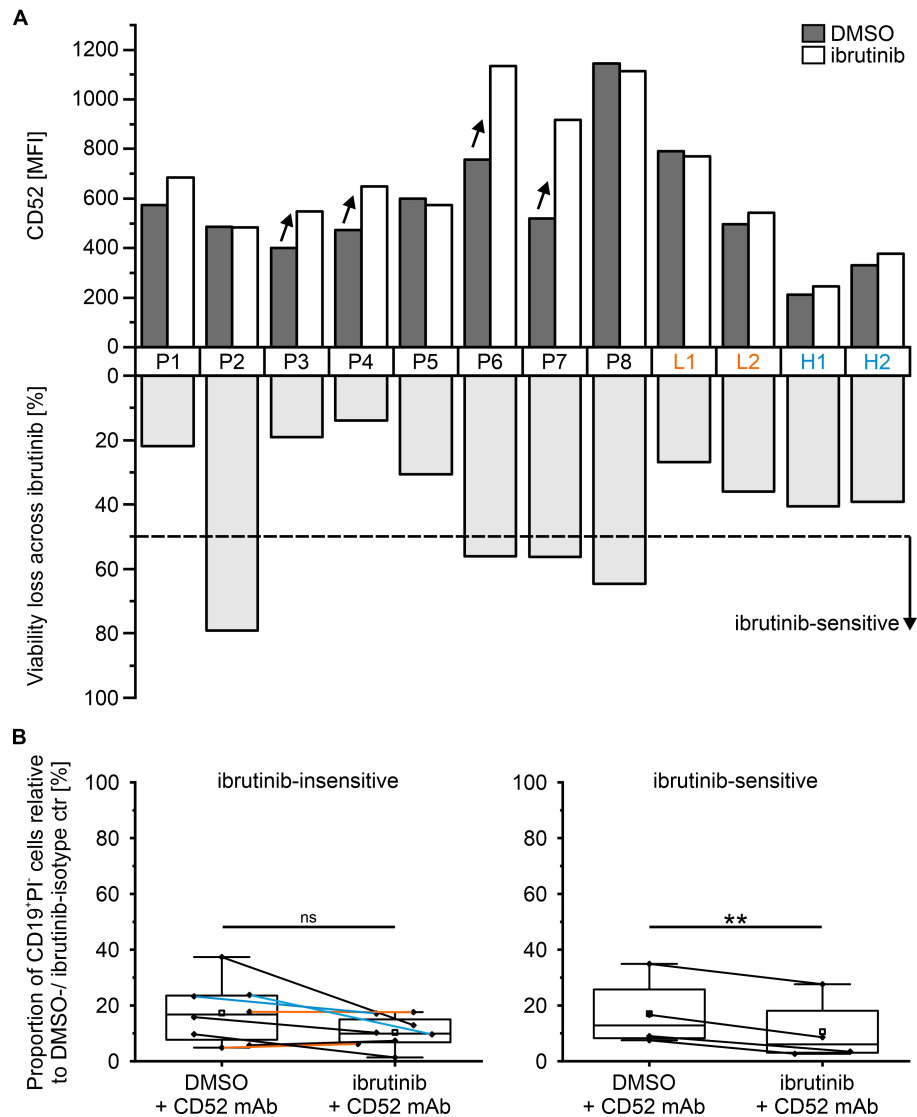 A
DMSO
ibrutinib
CD52 [MFI]
1200
1000
800
600
400
200
0
P1 P2 P3 P4 P5 P6 P7 P8 L1 L2 H1 H2
Viability loss across ibrutinib [%]
0
20
40
60
80
100
ibrutinib-sensitive
B
Proportion of CD19⁺PI⁻ cells relative
to DMSO-/ ibrutinib-isotype ctr [%]
ibrutinib-insensitive
100
80
60
40
20
0
ns
DMSO
+ CD52 mAb
ibrutinib
+ CD52 mAb
ibrutinib-sensitive
100
80
60
40
20
0
**
DMSO
+ CD52 mAb
ibrutinib
+ CD52 mAb